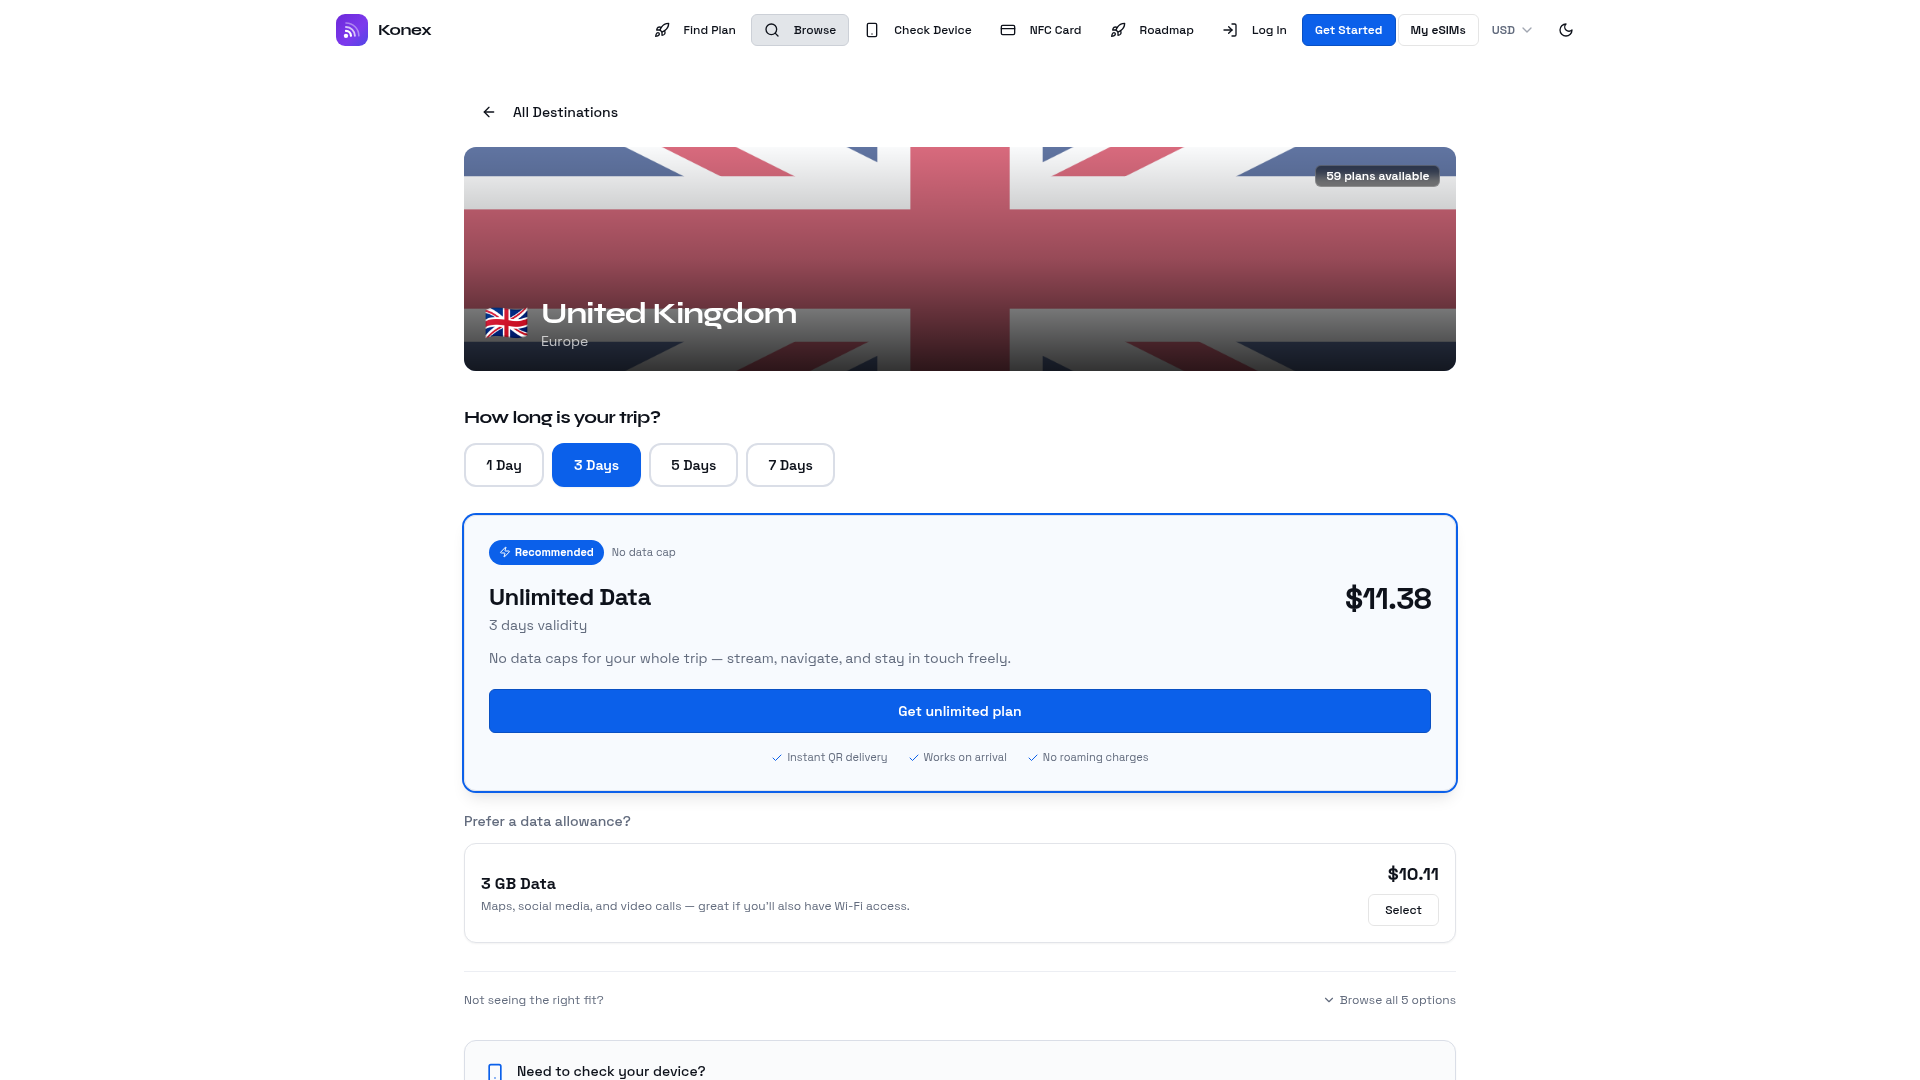 Konex
Find Plan
Browse
Check Device
NFC Card
Roadmap
Log In
Get Started
My eSIMs
USD
All Destinations
59 plans available
United Kingdom
Europe
How long is your trip?
1 Day
3 Days
5 Days
7 Days
Recommended
No data cap
Unlimited Data
$11.38
3 days validity
No data caps for your whole trip — stream, navigate, and stay in touch freely.
Get unlimited plan
Instant QR delivery
Works on arrival
No roaming charges
Prefer a data allowance?
3 GB Data
$10.11
Maps, social media, and video calls — great if you'll also have Wi-Fi access.
Select
Not seeing the right fit?
Browse all 5 options
Need to check your device?